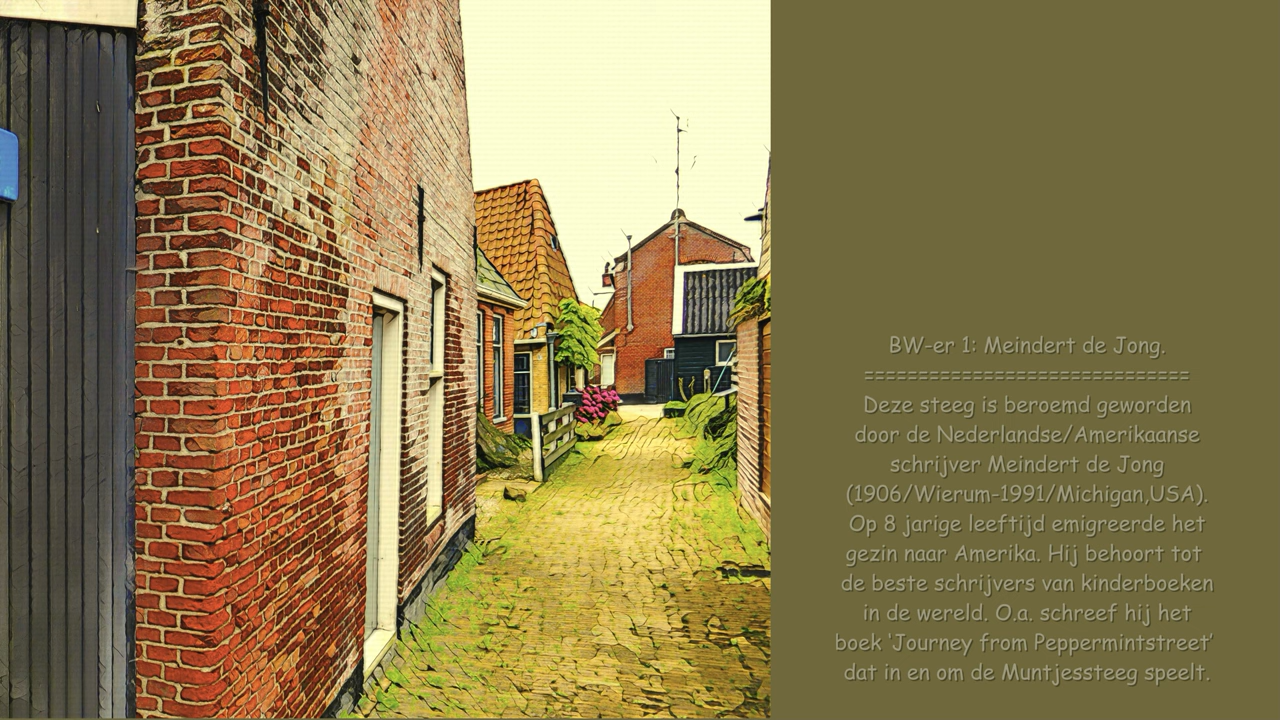 BW-er 1: Meindert de Jong.
==============================
Deze steeg is beroemd geworden
door de Nederlandse/Amerikaanse
schrijver Meindert de Jong
(1906/Wierum-1991/Michigan,USA).
Op 8 jarige leeftijd emigreerde het
gezin naar Amerika. Hij behoort tot
de beste schrijvers van kinderboeken
in de wereld. O.a. schreef hij het
boek 'Journey from Peppermintstreet'
dat in en om de Muntjessteeg speelt.